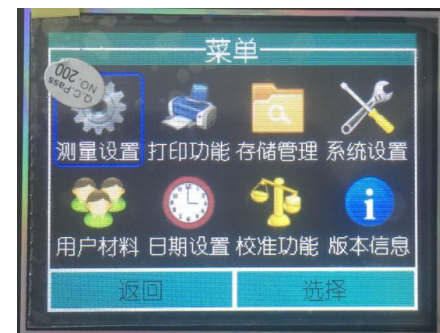 菜单
Q.C.Pass
NO.200
测量设置 打印功能 存储管理 系统设置
用户材料 日期设置 校准功能 版本信息
返回 选择